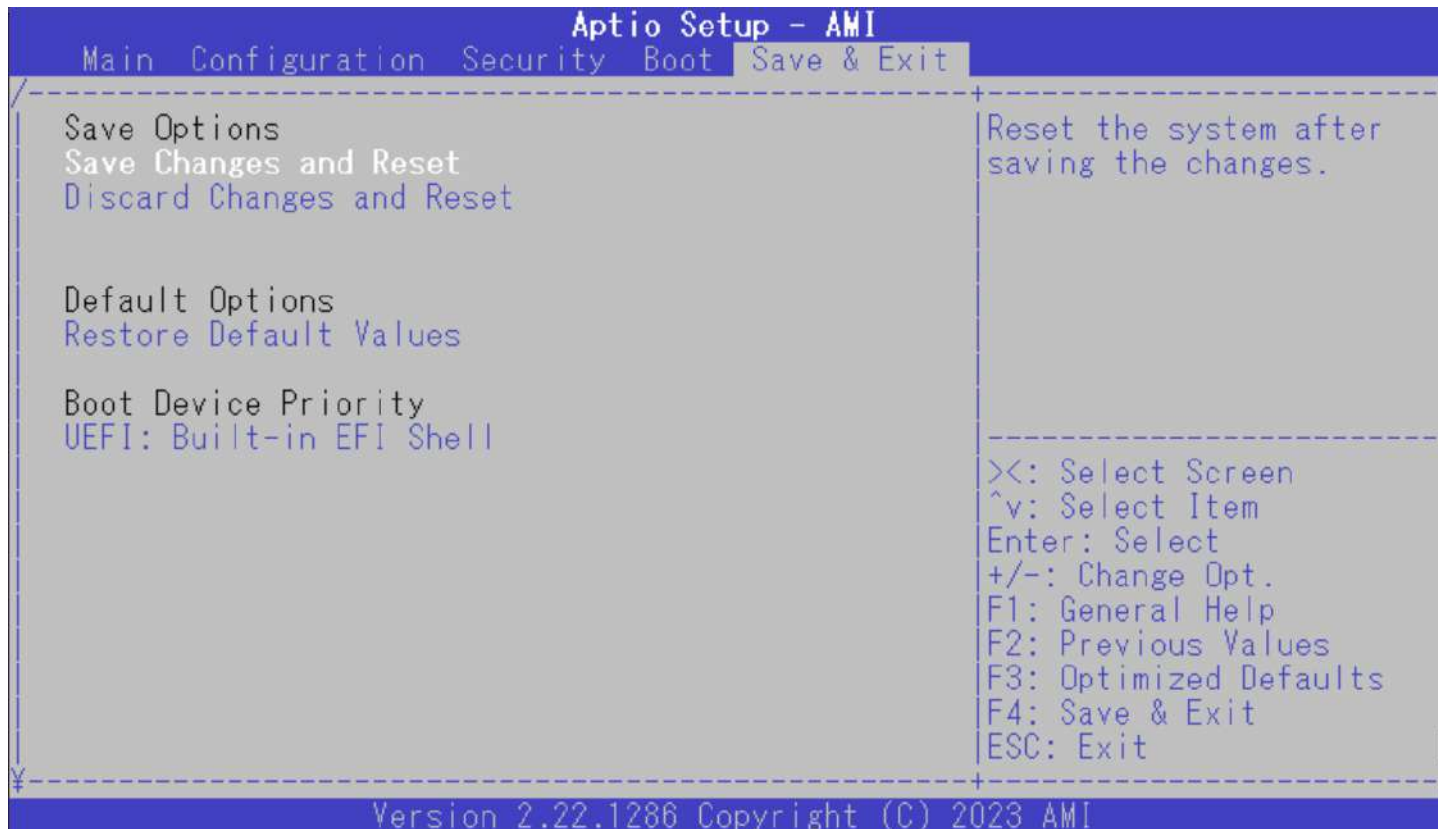 Aptio Setup - AMI
Main Configuration Security Boot Save & Exit
Save Options
Save Changes and Reset
Discard Changes and Reset
Default Options
Restore Default Values
Boot Device Priority
UEFI: Built-in EFI Shell
Reset the system after
saving the changes.
><: Select Screen
^v: Select Item
Enter: Select
+/-: Change Opt.
F1: General Help
F2: Previous Values
F3: Optimized Defaults
F4: Save & Exit
ESC: Exit
Version 2.22.1286 Copyright (C) 2023 AMI